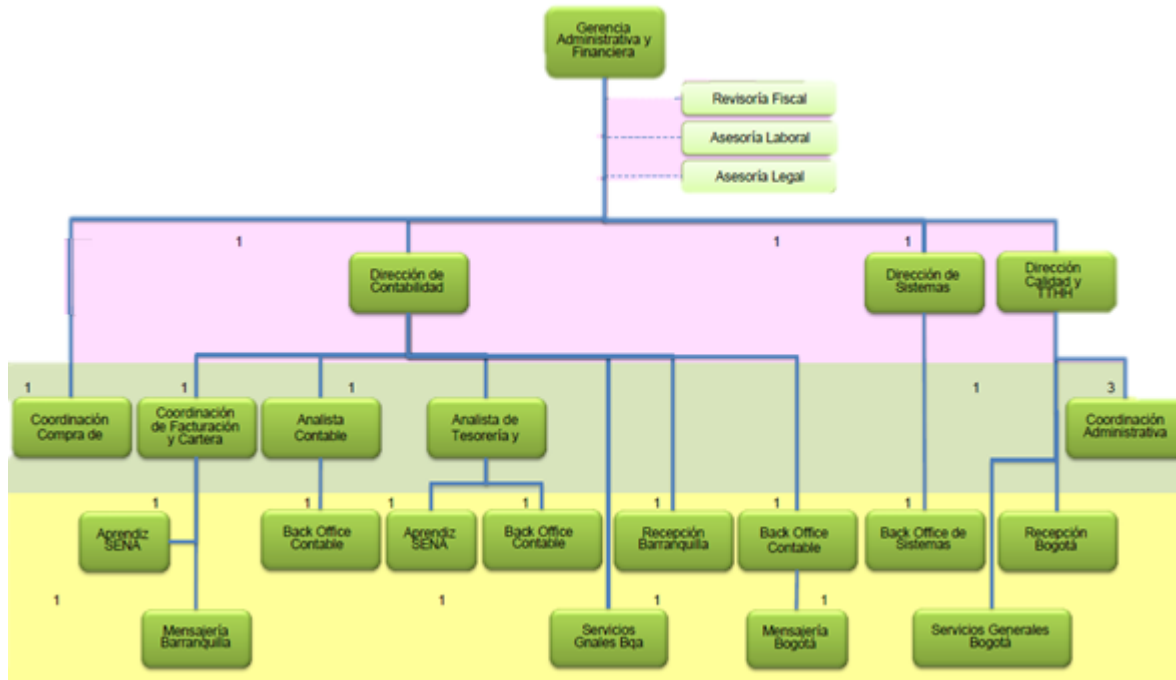 Gerencia
Administrativa y
Financiera
Revisoría Fiscal
Asesoría Laboral
Asesoría Legal
1
1
1
Dirección de
Contabilidad
Dirección de
Sistemas
Dirección
Calidad y
TTHH
1
1
1
1
3
Coordinación
Compra de
Coordinación
de Facturación
y Cartera
Analista
Contable
Analista de
Tesorería y
Coordinación
Administrativa
1
1
1
1
1
1
1
1
Aprendiz
SENA
Back Office
Contable
Aprendiz
SENA
Back Office
Contable
Recepción
Barranquilla
Back Office
Contable
Back Office de
Sistemas
Recepción
Bogotá
1
1
1
1
Mensajería
Barranquilla
Servicios
Gnales Bqa
Mensajería
Bogotá
Servicios Generales
Bogotá